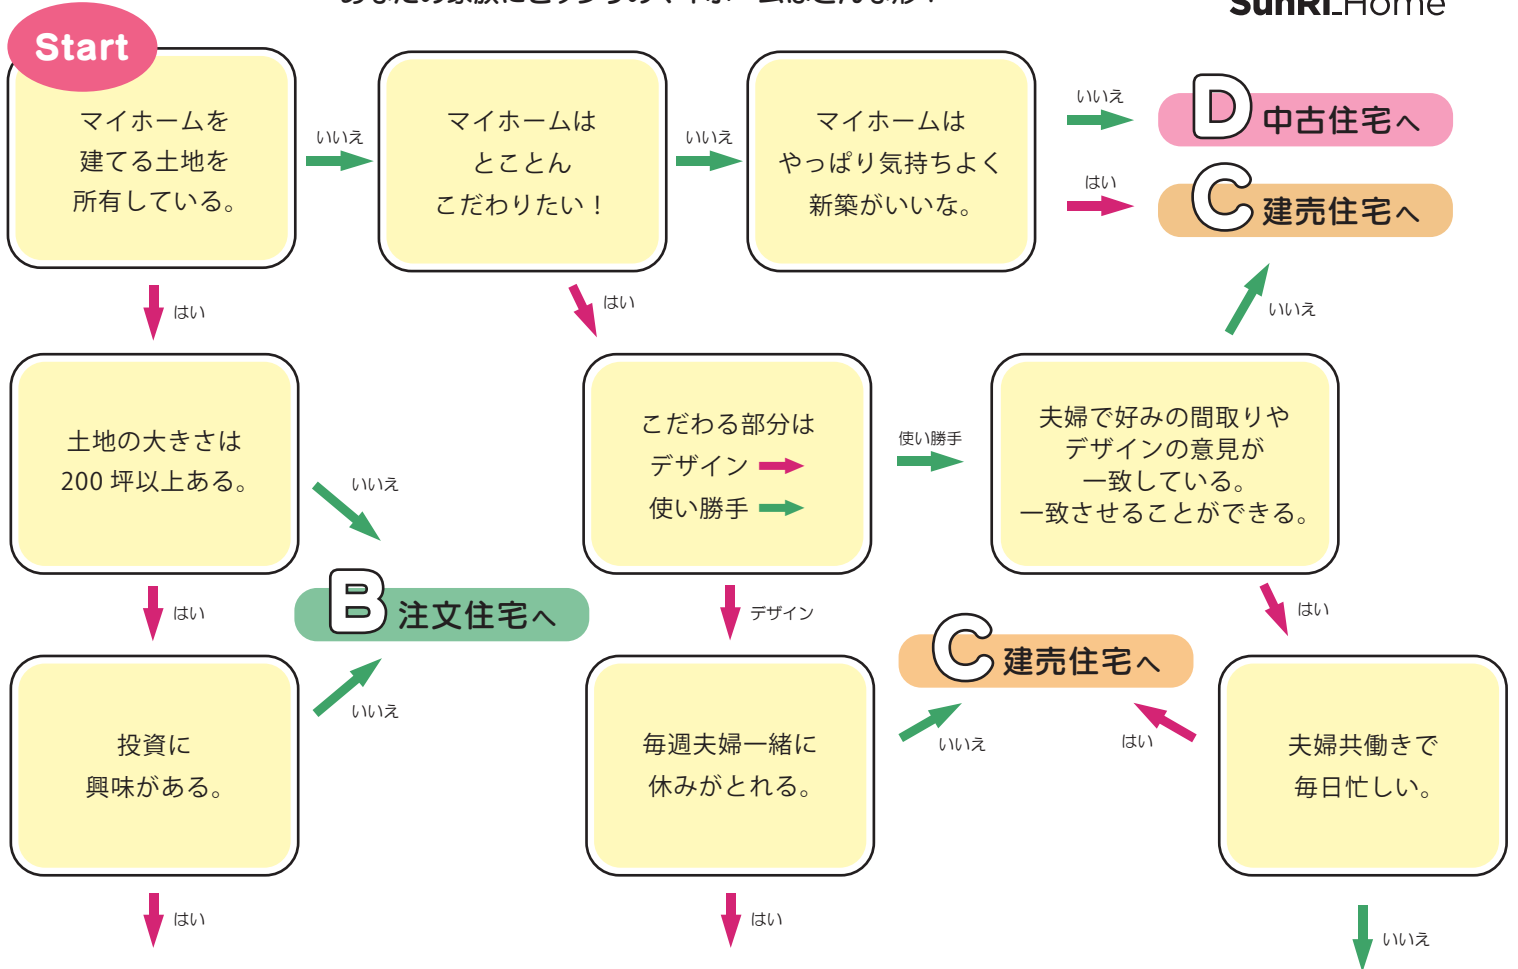 SunRI_Home
Start
マイホームを
建てる土地を
所有している。
いいえ
マイホームは
とことん
こだわりたい！
いいえ
マイホームは
やっぱり気持ちよく
新築がいいな。
いいえ
D 中古住宅へ
はい
C 建売住宅へ
はい
はい
いいえ
土地の大きさは
200 坪以上ある。
いいえ
こだわる部分は
デザイン
使い勝手
使い勝手
夫婦で好みの間取りや
デザインの意見が
一致している。
一致させることができる。
はい
B 注文住宅へ
デザイン
はい
C 建売住宅へ
投資に
興味がある。
いいえ
毎週夫婦一緒に
休みがとれる。
いいえ
はい
夫婦共働きで
毎日忙しい。
はい
はい
いいえ